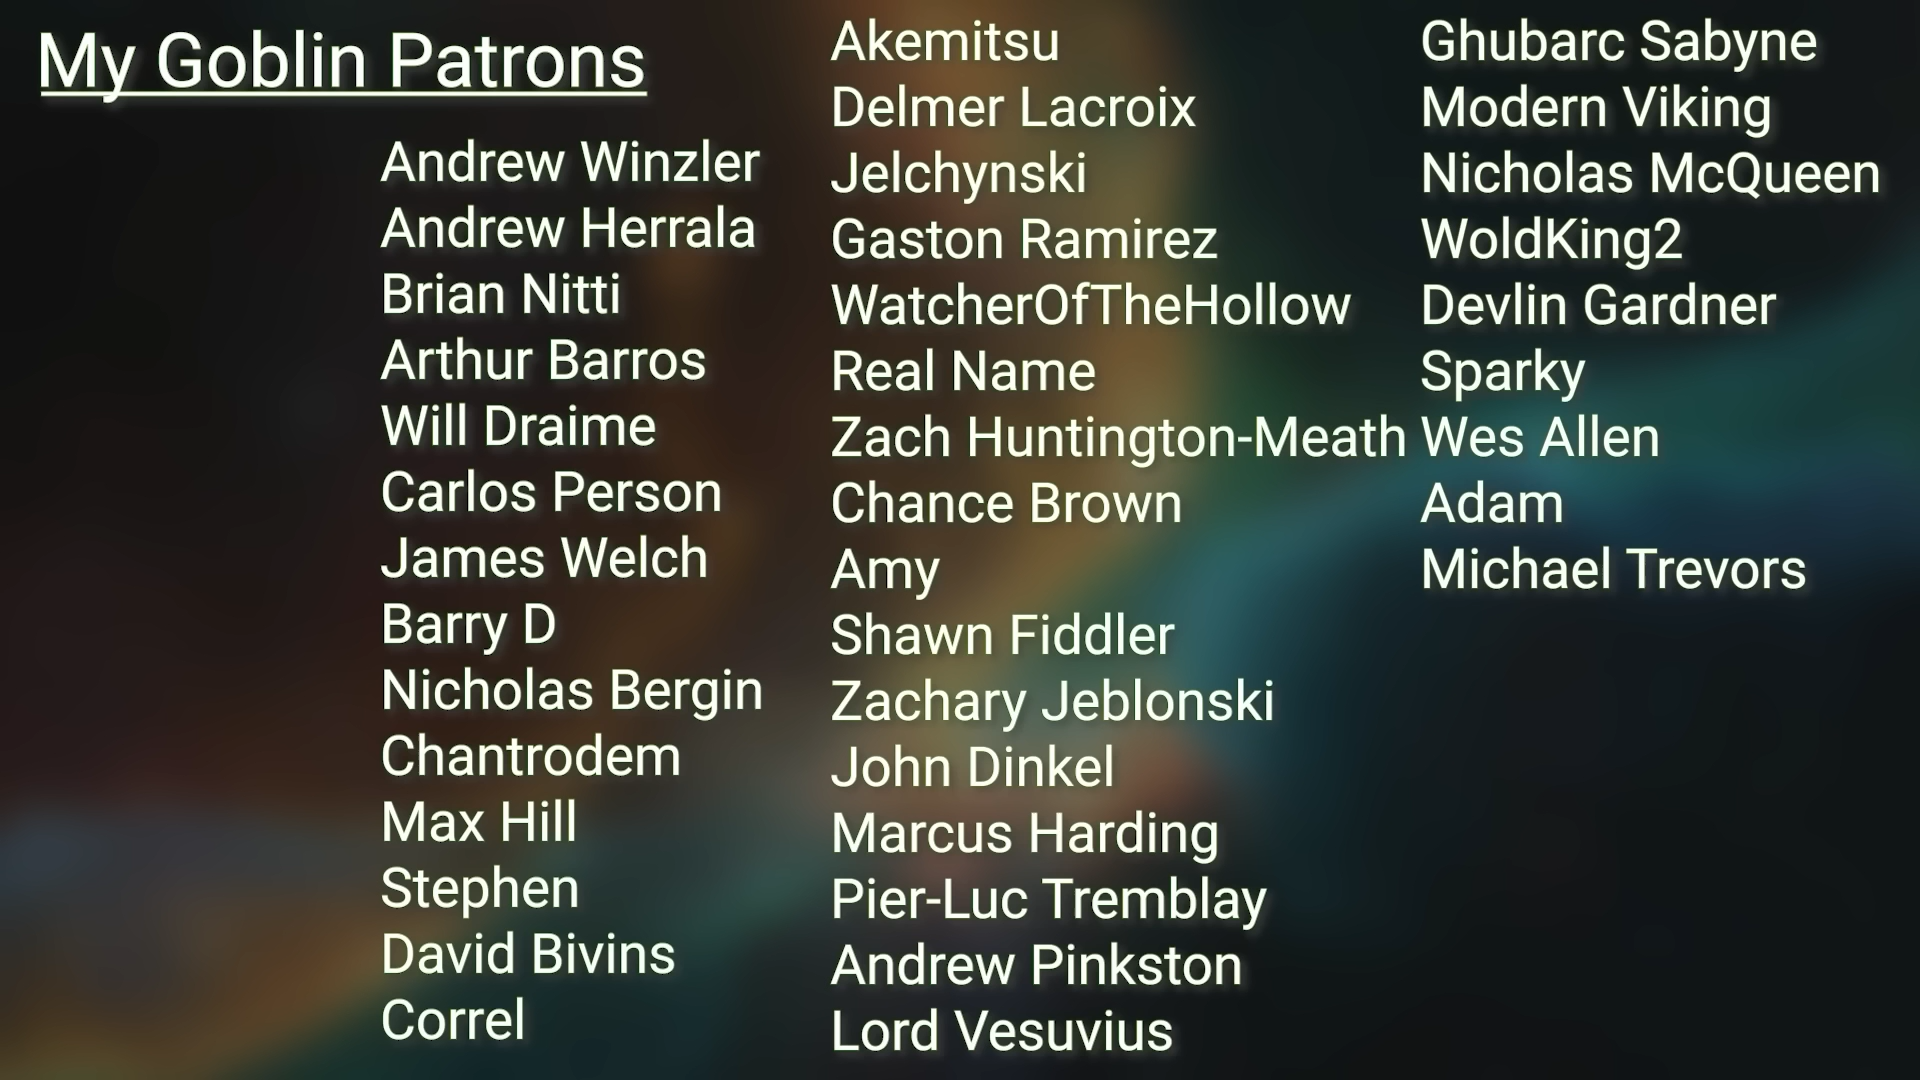 My Goblin Patrons
Andrew Winzler
Andrew Herrala
Brian Nitti
Arthur Barros
Will Draime
Carlos Person
James Welch
Barry D
Nicholas Bergin
Chantrodem
Max Hill
Stephen
David Bivins
Correl
Akemitsu
Delmer Lacroix
Jelchynski
Gaston Ramirez
WatcherOfTheHollow
Real Name
Zach Huntington-Meath
Chance Brown
Amy
Shawn Fiddler
Zachary Jeblonski
John Dinkel
Marcus Harding
Pier-Luc Tremblay
Andrew Pinkston
Lord Vesuvius
Ghubarc Sabyne
Modern Viking
Nicholas McQueen
WoldKing2
Devlin Gardner
Sparky
Wes Allen
Adam
Michael Trevors